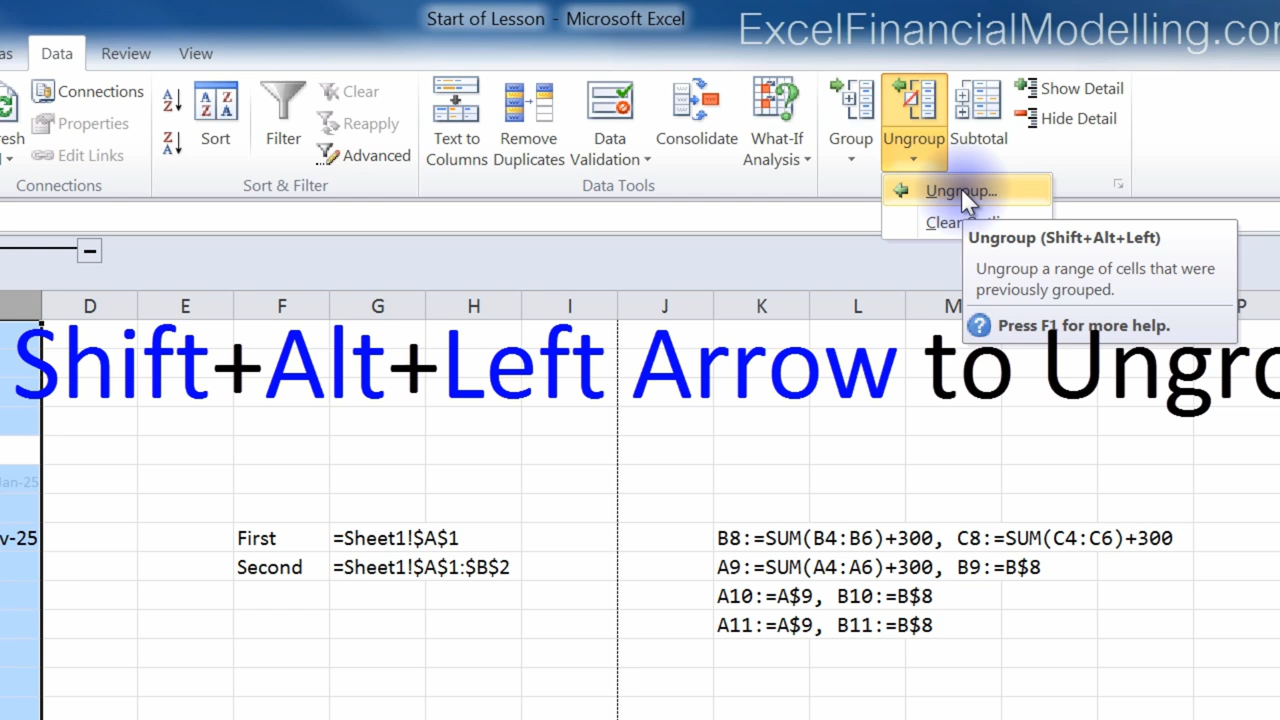 Start of Lesson - Microsoft Excel
ExcelFinancialModelling.co
Data Review View
Connections
Properties
Edit Links
Connections
Sort
Filter
Clear
Reapply
Advanced
Sort & Filter
Text to Columns
Remove Duplicates
Data Validation
Consolidate
What-If Analysis
Data Tools
Group
Ungroup
Subtotal
Show Detail
Hide Detail
Ungroup...
Clear
Ungroup (Shift+Alt+Left)
Ungroup a range of cells that were
previously grouped.
Press F1 for more help.
D E F G H I J K L M P
Shift+Alt+Left Arrow to Ungro
Jan-25
v-25 First =Sheet1!$A$1 B8:=SUM(B4:B6)+300, C8:=SUM(C4:C6)+300
Second =Sheet1!$A$1:$B$2 A9:=SUM(A4:A6)+300, B9:=B$8
A10:=A$9, B10:=B$8
A11:=A$9, B11:=B$8